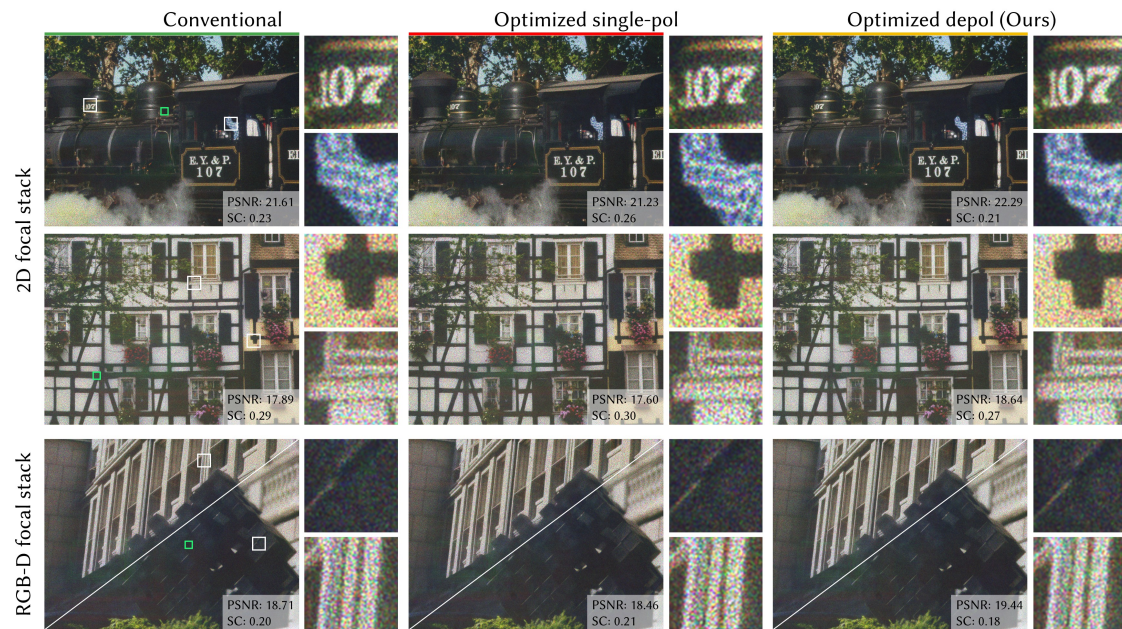 Conventional
Optimized single-pol
Optimized depol (Ours)
2D focal stack
107
107
107
107
E.Y. & P.
107
PSNR: 21.61
SC: 0.23
E.Y. & P.
107
PSNR: 21.23
SC: 0.26
E.Y. & P.
107
PSNR: 22.29
SC: 0.21
PSNR: 17.89
SC: 0.29
PSNR: 17.60
SC: 0.30
PSNR: 18.64
SC: 0.27
RGB-D focal stack
PSNR: 18.71
SC: 0.20
PSNR: 18.46
SC: 0.21
PSNR: 19.44
SC: 0.18